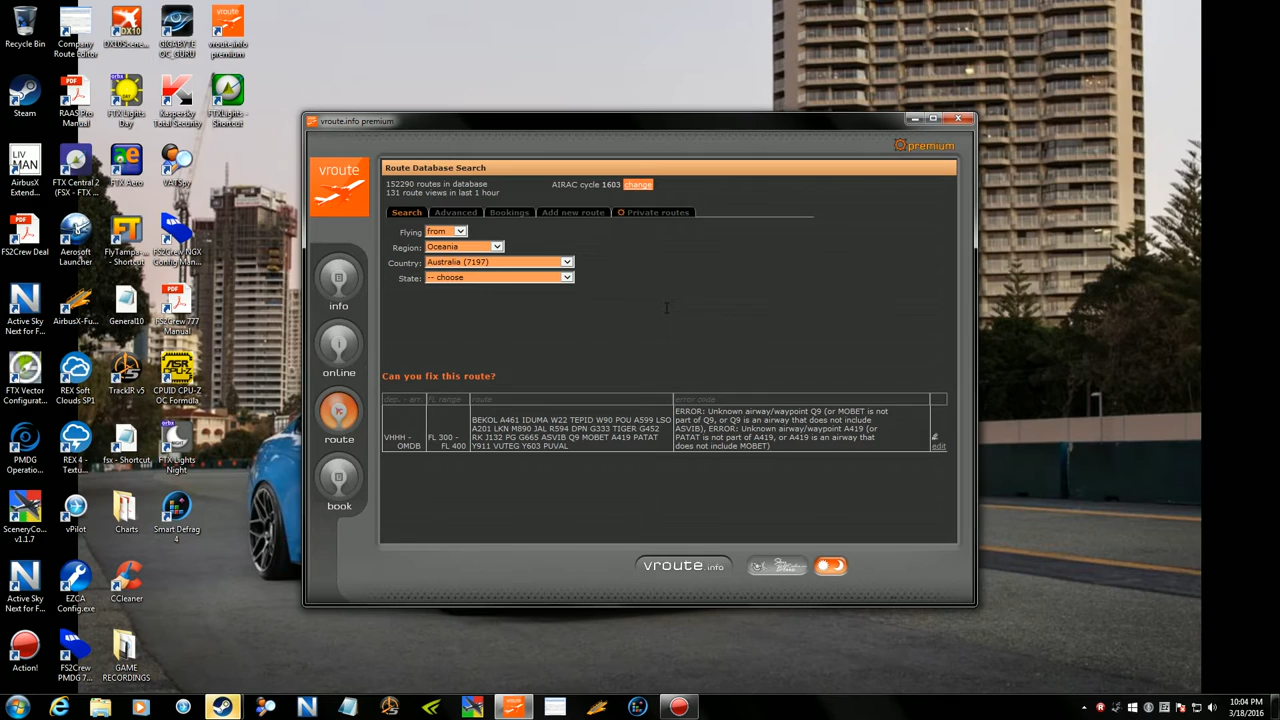 Recycle Bin
Company Route Editor
DX10Scene...
GIGABYTE OC_GURU
vroute.info premium
Steam
RAAS Pro Manual
FTX Lights Day
Kaspersky Total Security
FTXLights - Shortcut
AirbusX Extend...
FTX Central 2 (FSX - FTX ...
FTX Aero
VATSpy
FS2Crew Deal
Aerosoft Launcher
FlyTampa-... - Shortcut
FS2Crew NGX Config Man...
Active Sky Next for F...
AirbusX-Fu...
General10
FS2Crew 777 Manual
FTX Vector Configurat...
REX Soft Clouds SP1
TrackIR v5
CPUID CPU-Z OC Formula
PMDG Operation...
REX 4 - Textu...
fsx - Shortcut
FTX Lights Night
SceneryCo... v1.1.7
vPilot
Charts
Smart Defrag 4
Active Sky Next for F...
EZCA Config.exe
CCleaner
Action!
FS2Crew PMDG 7...
GAME RECORDINGS
vroute.info premium
premium
vroute
Route Database Search
152290 routes in database
131 route views in last 1 hour
AIRAC cycle 1603 change
Search Advanced Bookings Add new route Private routes
Flying from
Region: Oceania
Country: Australia (7197)
State: -- choose
info
online
route
book
Can you fix this route?
dep. - arr. FL range route error code
VHHH - OMDB
FL 300 - FL 400
BEKOL A461 IDUMA W22 TEPID W90 POU A599 LSO
A201 LKN M890 JAL R594 DPN G333 TIGER G452
RK J132 PG G665 ASVIB Q9 MOBET A419 PATAT
Y911 VUTEG Y603 PUVAL
ERROR: Unknown airway/waypoint Q9 (or MOBET is not
part of Q9, or Q9 is an airway that does not include
ASVIB), ERROR: Unknown airway/waypoint A419 (or
PATAT is not part of A419, or A419 is an airway that
does not include MOBET)
edit
vroute.info
10:04 PM
3/18/2016